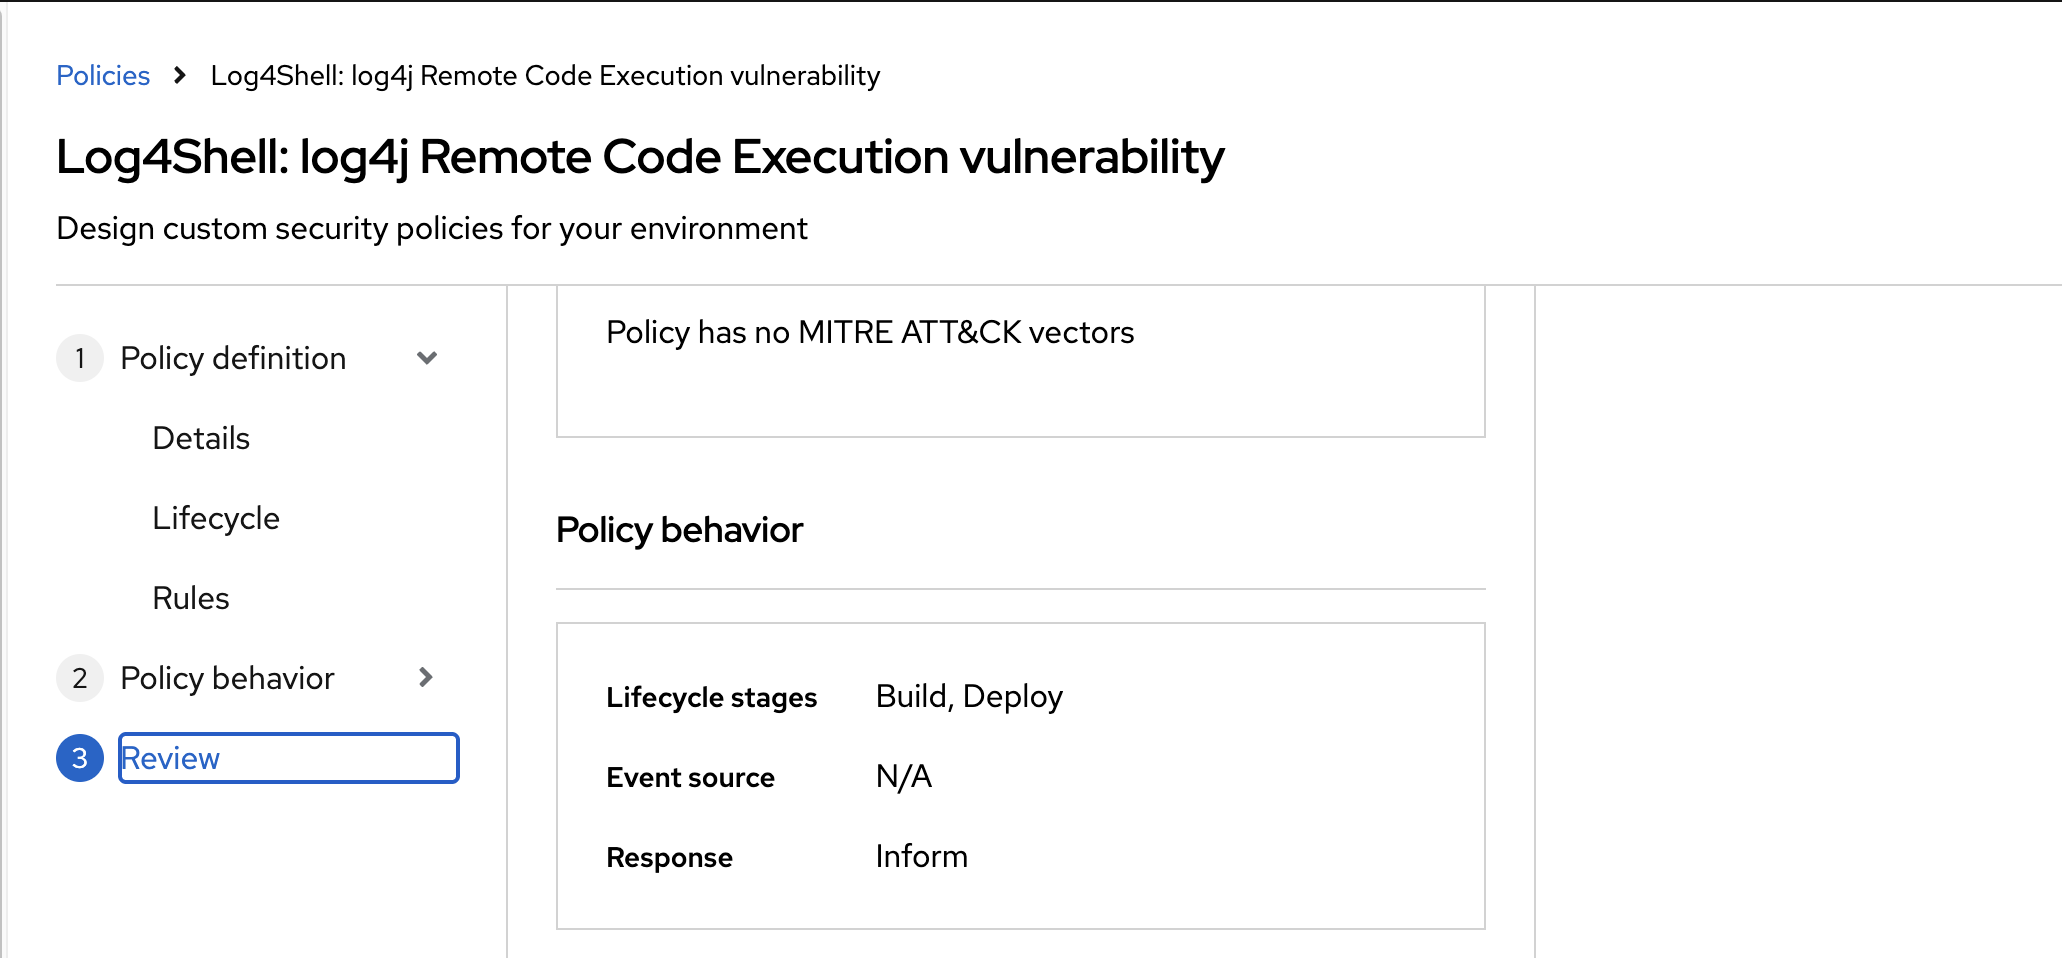 Policies > Log4Shell: log4j Remote Code Execution vulnerability
Log4Shell: log4j Remote Code Execution vulnerability
Design custom security policies for your environment
1 Policy definition
Details
Lifecycle
Rules
2 Policy behavior
3 Review
Policy has no MITRE ATT&CK vectors
Policy behavior
Lifecycle stages Build, Deploy
Event source N/A
Response Inform